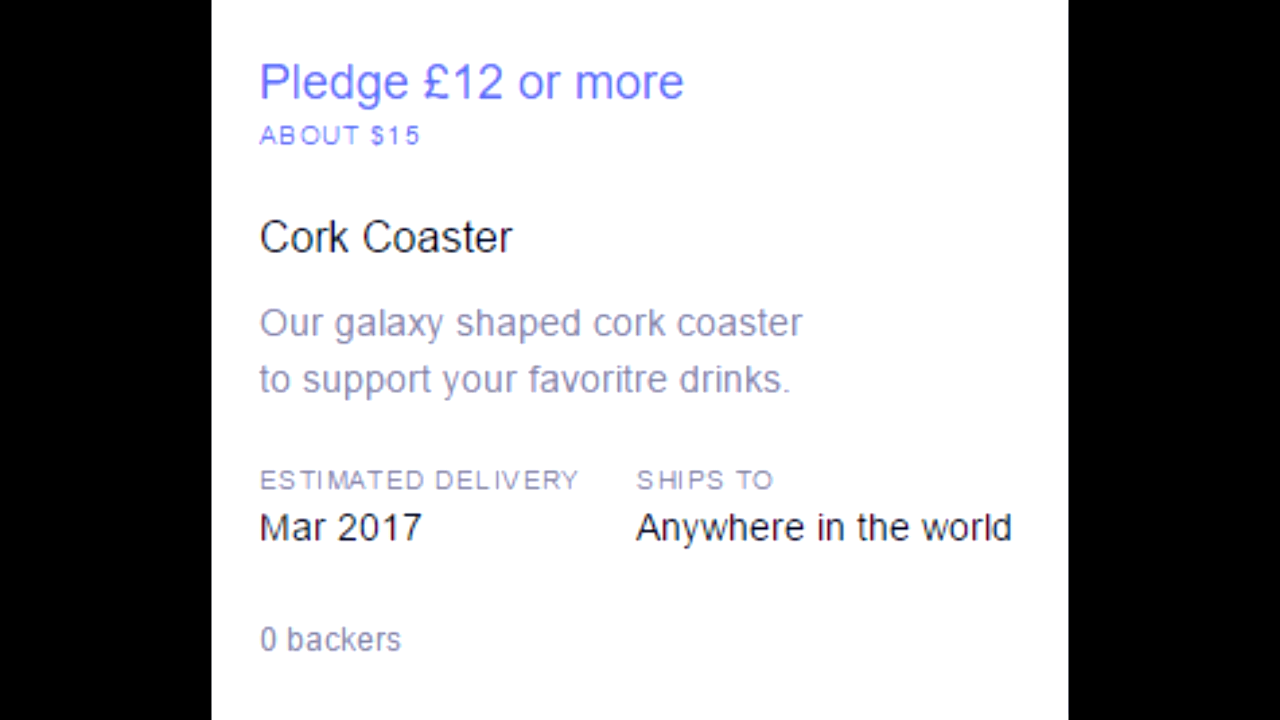 Pledge £12 or more
ABOUT $15
Cork Coaster
Our galaxy shaped cork coaster
to support your favoritre drinks.
ESTIMATED DELIVERY SHIPS TO
Mar 2017 Anywhere in the world
0 backers